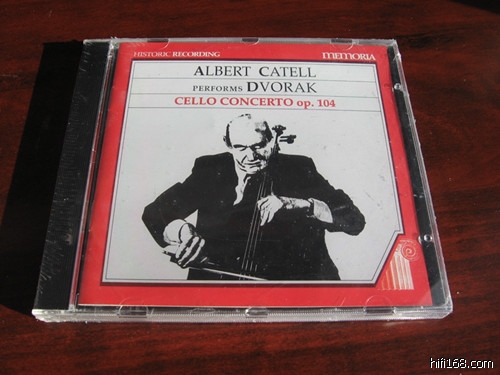 HISTORIC RECORDING
MEMORIA
ALBERT CATELL
PERFORMS DVORAK
CELLO CONCERTO op. 104
hifi168.com